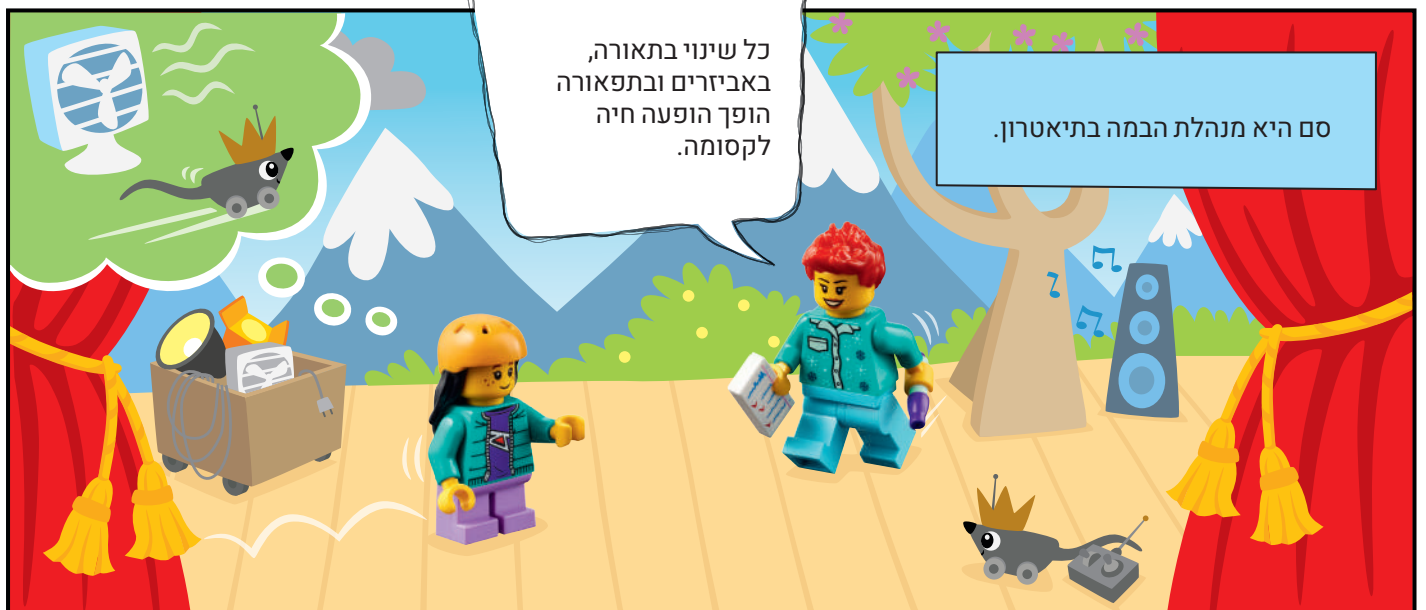 סם היא מנהלת הבמה בתיאטרון.
כל שינוי בתאורה,
באביזרים ובתפאורה
הופך הופעה חיה
לקסומה.